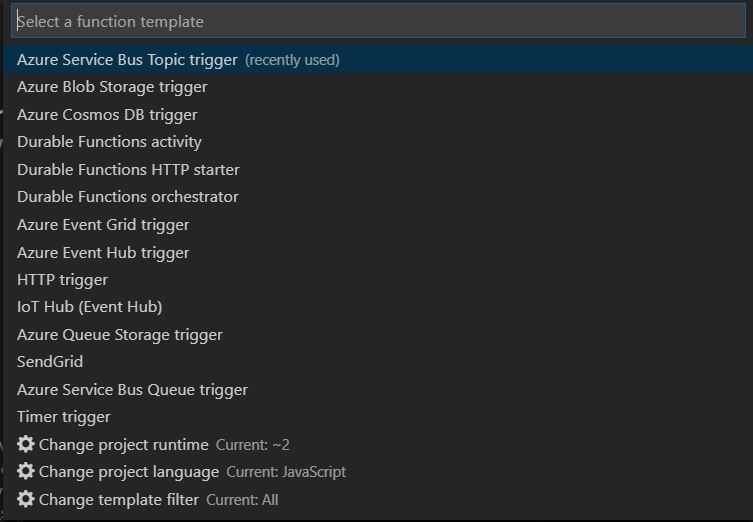 Select a function template
Azure Service Bus Topic trigger (recently used)
Azure Blob Storage trigger
Azure Cosmos DB trigger
Durable Functions activity
Durable Functions HTTP starter
Durable Functions orchestrator
Azure Event Grid trigger
Azure Event Hub trigger
HTTP trigger
IoT Hub (Event Hub)
Azure Queue Storage trigger
SendGrid
Azure Service Bus Queue trigger
Timer trigger
Change project runtime Current: ~2
Change project language Current: JavaScript
Change template filter Current: All